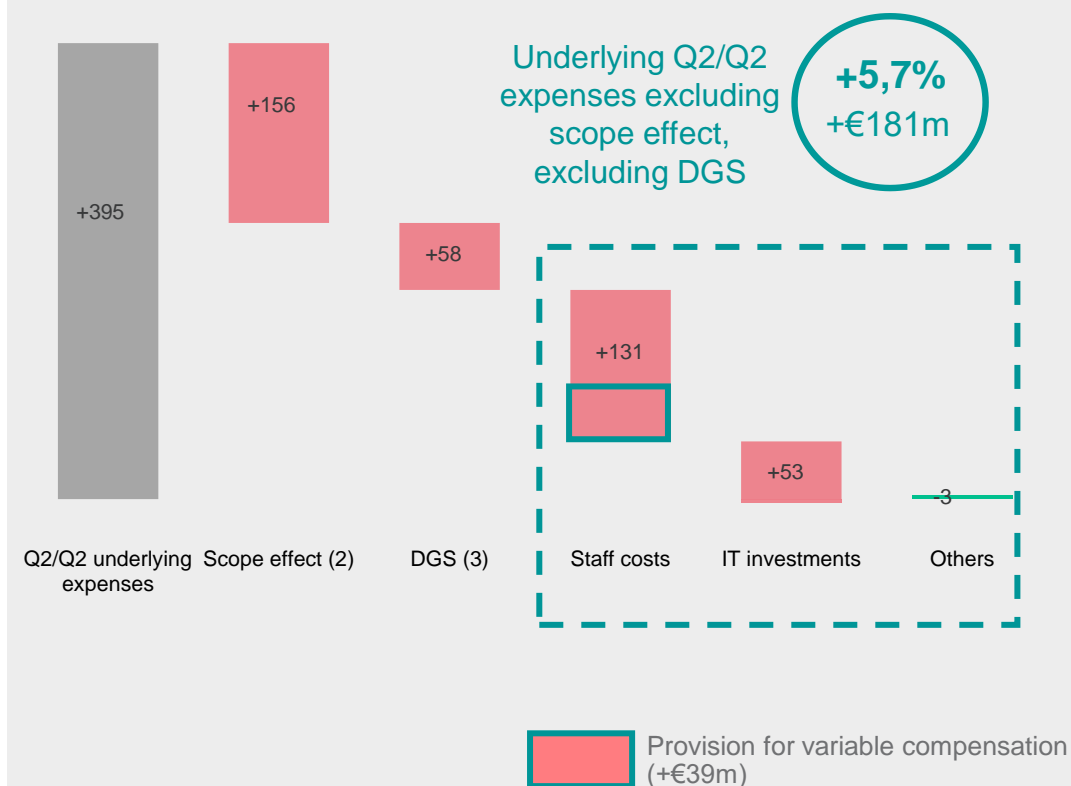 Underlying Q2/Q2
expenses excluding
scope effect,
excluding DGS
+5,7%
+€181m
+395
+156
+58
+131
+53
-3
Q2/Q2 underlying
expenses
Scope effect (2)
DGS (3)
Staff costs
IT investments
Others
Provision for variable compensation
(+€39m)